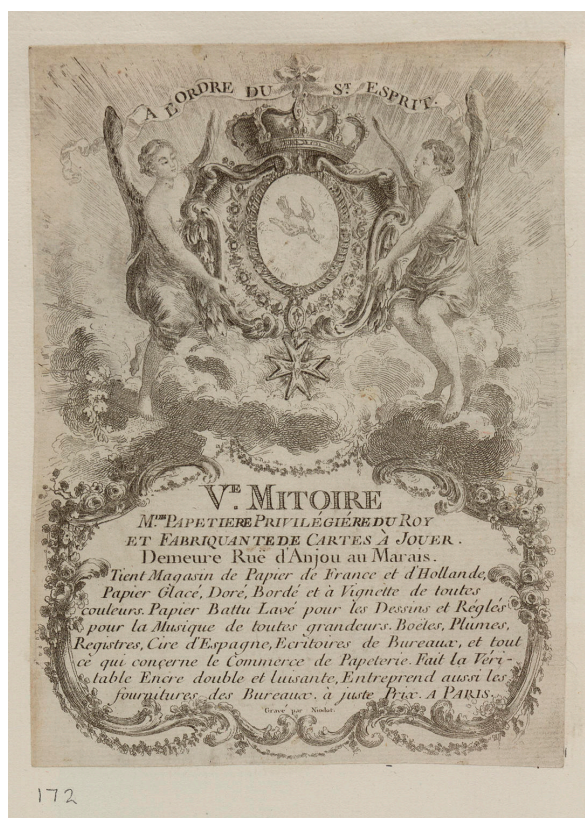 A L'ORDRE DU ST. ESPRIT.
VE. MITOIRE
Mde PAPETIERE PRIVILÉGIÉRE DU ROY
ET FABRIQUANTE DE CARTES À JOUER.
Demeure Ruë d'Anjou au Marais.
Tient Magasin de Papier de France et d'Hollande,
Papier Glacé, Doré, Bordé et à Vignette de toutes
couleurs. Papier Battu Lavé pour les Dessins et Réglés
pour la Musique de toutes grandeurs. Boëtes, Plumes,
Registres, Cire d'Espagne, Ecritoires de Bureaux, et tout
cè qui conçerne le Commerce de Papeterie. Fait la Veri-
table Encre double et luisante, Entreprend aussi les
fournitures des Bureaux. à juste Prix. A PARIS.
Gravé par
172